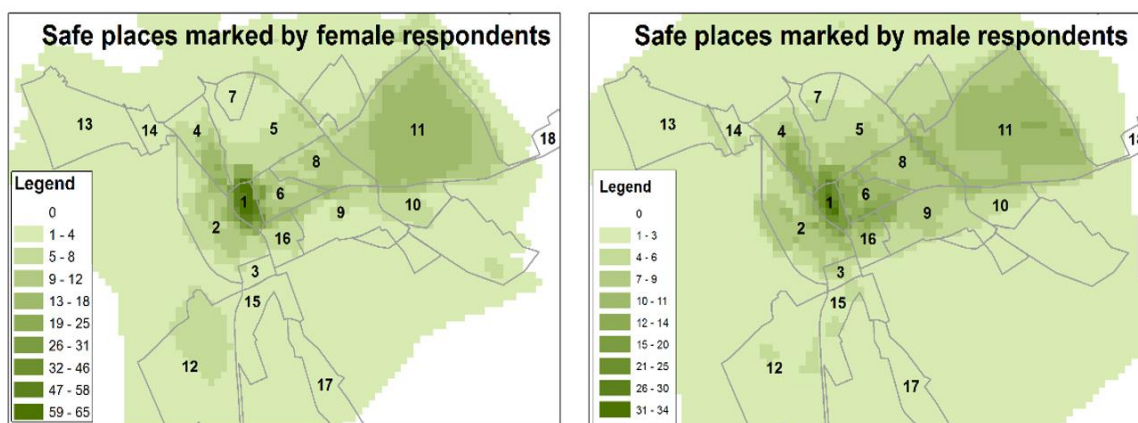 Safe places marked by female respondents
7
13
14
4
5
11
18
8
1
6
2
9
10
16
3
15
12
17
Legend
0
1 - 4
5 - 8
9 - 12
13 - 18
19 - 25
26 - 31
32 - 46
47 - 58
59 - 65
Safe places marked by male respondents
7
13
14
4
5
11
18
8
1
6
2
9
10
16
3
15
12
17
Legend
0
1 - 3
4 - 6
7 - 9
10 - 11
12 - 14
15 - 20
21 - 25
26 - 30
31 - 34